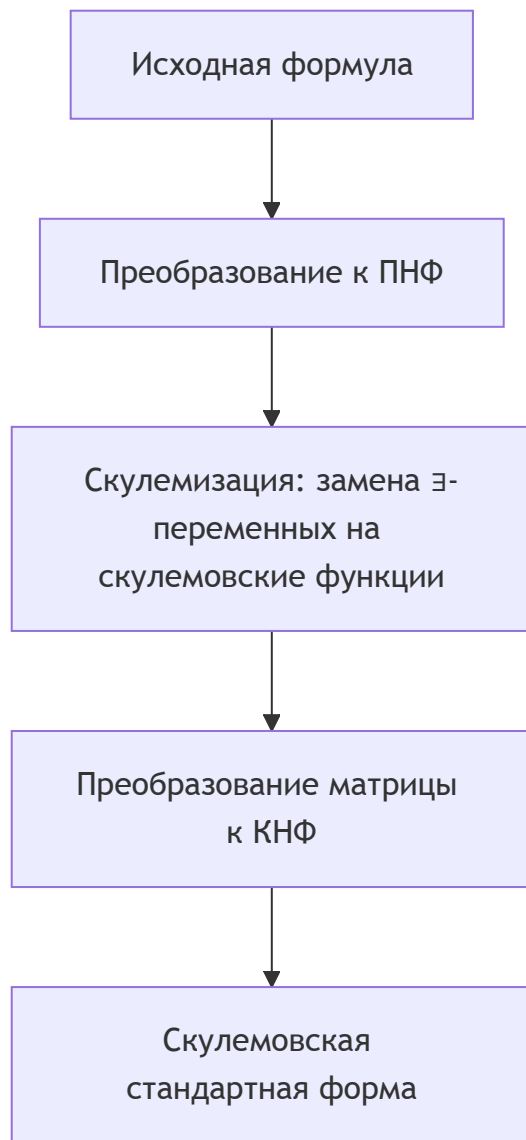 Исходная формула
Преобразование к ПНФ
Скулемизация: замена ∃-
переменных на
скулемовские функции
Преобразование матрицы
к КНФ
Скулемовская
стандартная форма